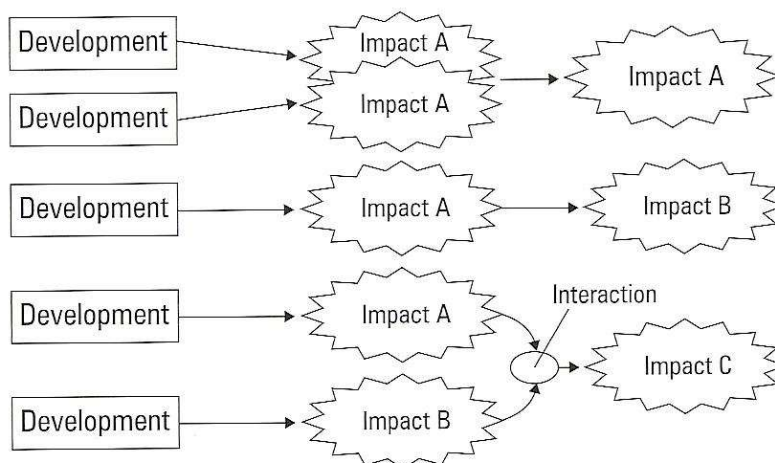 Development
Impact A
Impact A
Development
Impact A
Development
Impact A
Impact B
Development
Impact A
Interaction
Impact C
Development
Impact B